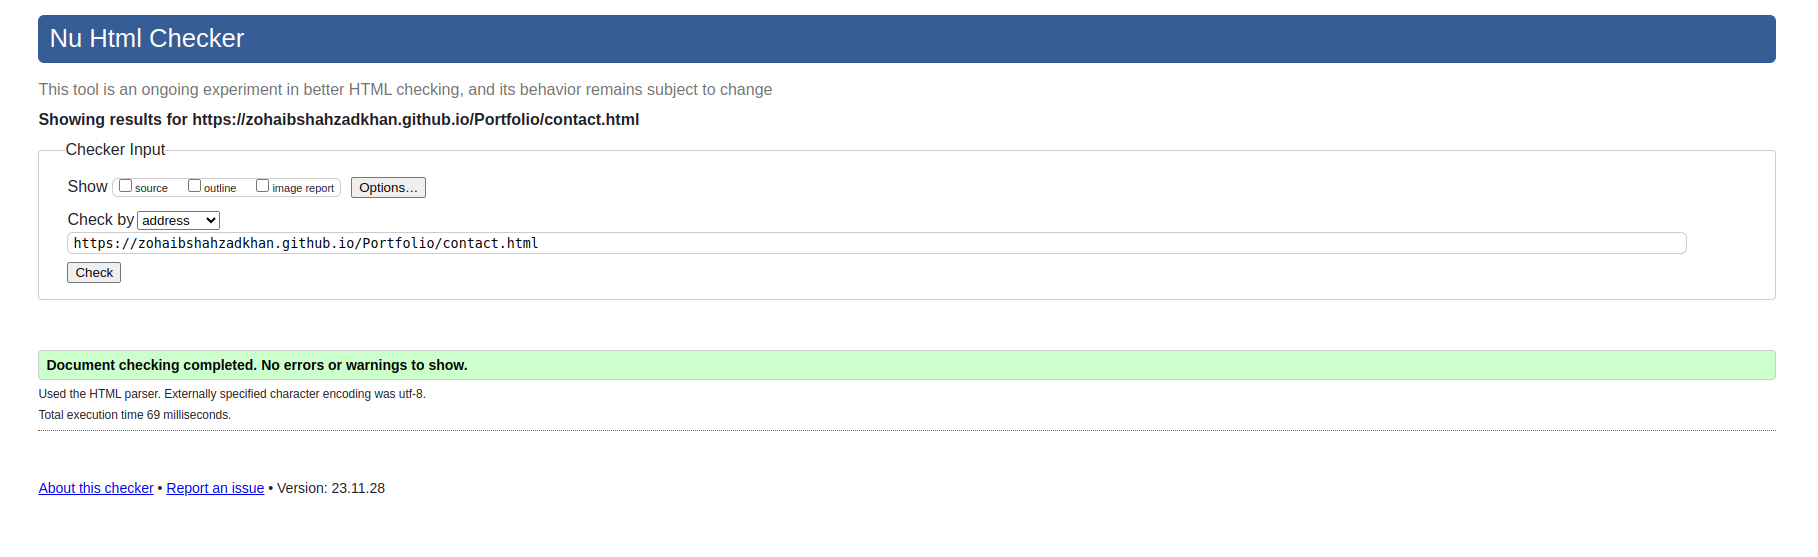 Nu Html Checker
This tool is an ongoing experiment in better HTML checking, and its behavior remains subject to change
Showing results for https://zohaibshahzadkhan.github.io/Portfolio/contact.html
Checker Input
Show source outline image report Options...
Check by address
https://zohaibshahzadkhan.github.io/Portfolio/contact.html
Check
Document checking completed. No errors or warnings to show.
Used the HTML parser. Externally specified character encoding was utf-8.
Total execution time 69 milliseconds.
About this checker • Report an issue • Version: 23.11.28